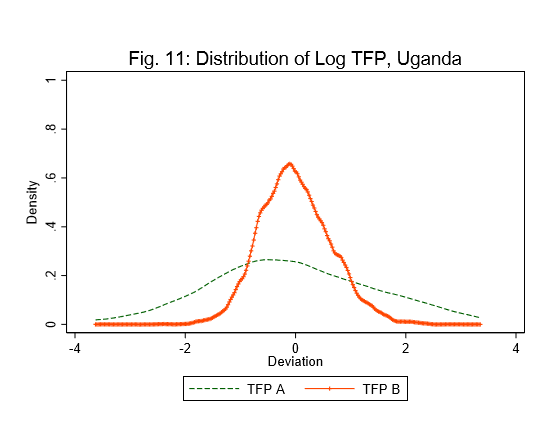 Fig. 11: Distribution of Log TFP, Uganda
1
.8
.6
.4
.2
0
Density
-4
-2
0
2
4
Deviation
TFP A
TFP B